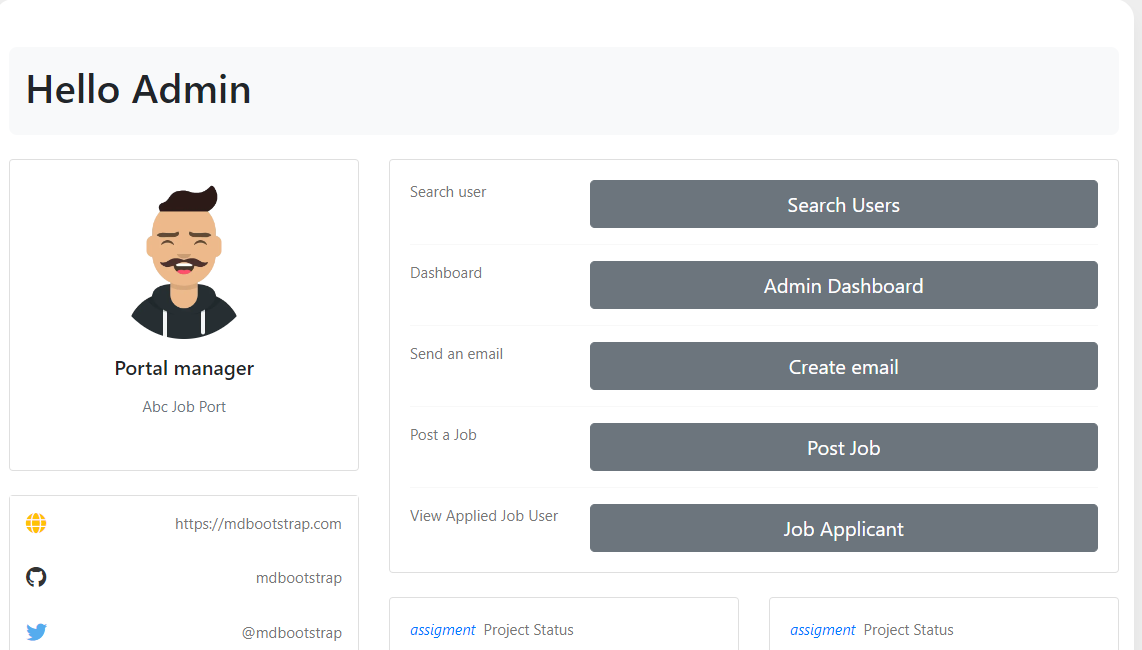 Hello Admin
Portal manager
Abc Job Port
https://mdbootstrap.com
mdbootstrap
@mdbootstrap
Search user
Search Users
Dashboard
Admin Dashboard
Send an email
Create email
Post a Job
Post Job
View Applied Job User
Job Applicant
assigment Project Status
assigment Project Status